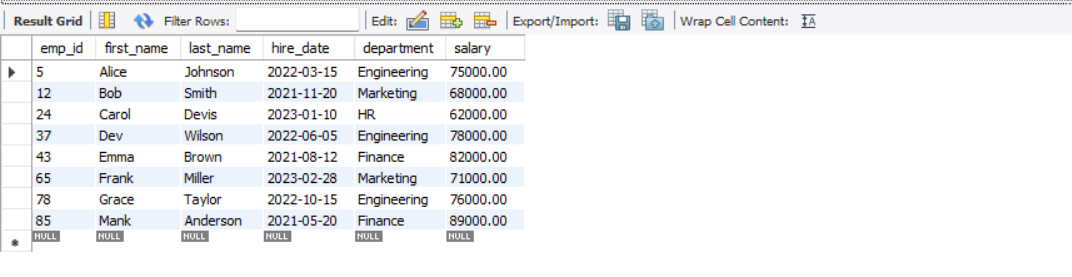 Result Grid Filter Rows: Edit: Export/Import: Wrap Cell Content: IA
emp_id first_name last_name hire_date department salary
5 Alice Johnson 2022-03-15 Engineering 75000.00
12 Bob Smith 2021-11-20 Marketing 68000.00
24 Carol Devis 2023-01-10 HR 62000.00
37 Dev Wilson 2022-06-05 Engineering 78000.00
43 Emma Brown 2021-08-12 Finance 82000.00
65 Frank Miller 2023-02-28 Marketing 71000.00
78 Grace Taylor 2022-10-15 Engineering 76000.00
85 Mank Anderson 2021-05-20 Finance 89000.00
NULL NULL NULL NULL NULL NULL